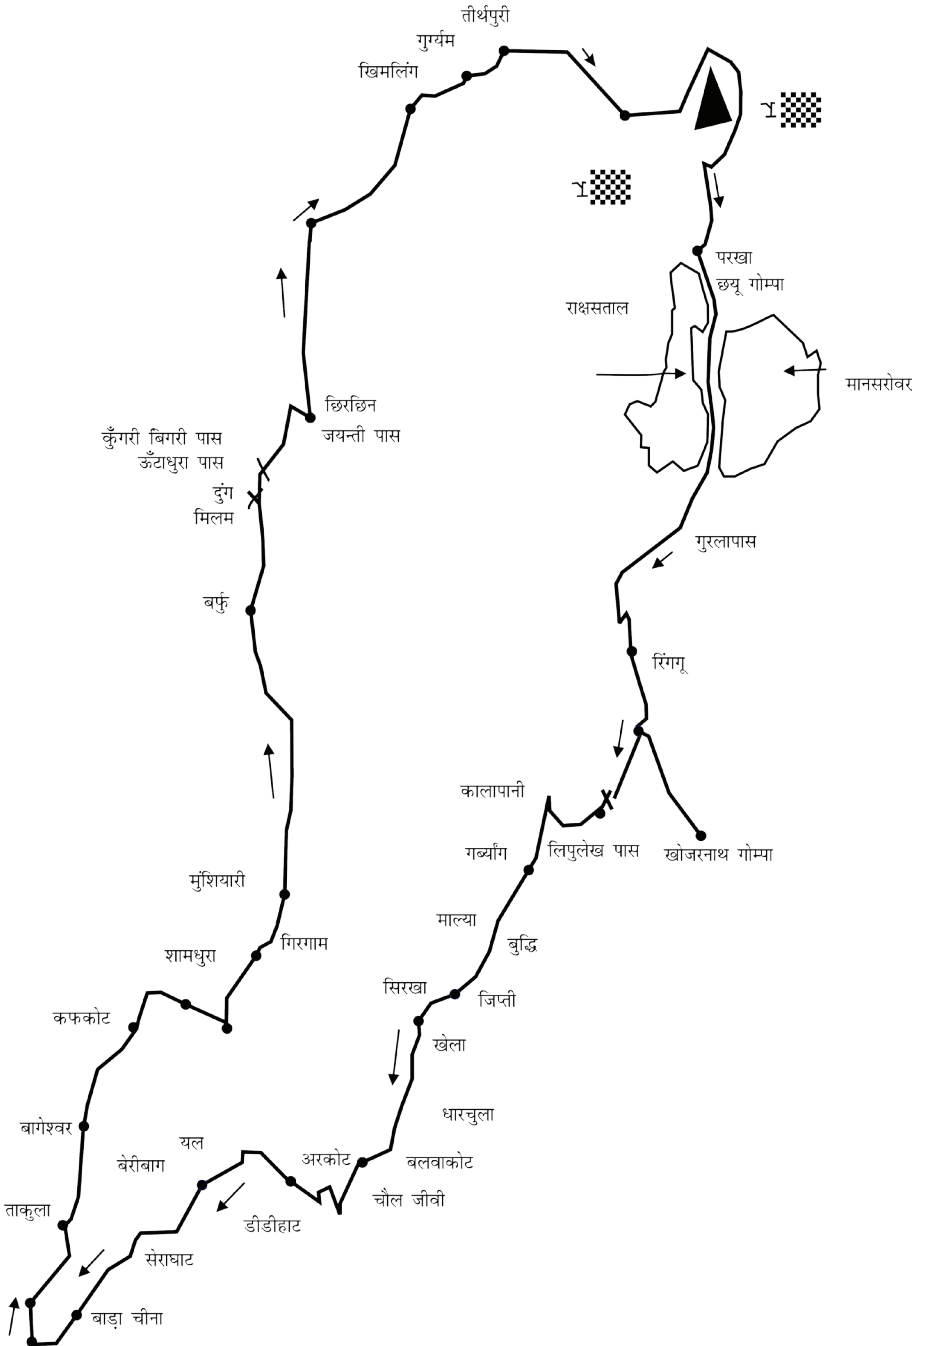 तीर्थपुरी
गुर्ग्यम
खिमलिंग
परखा
छयू गोम्पा
राक्षसताल
मानसरोवर
छिरछिन
जयन्ती पास
कुँगरी बिगरी पास
ऊँटाधुरा पास
दुंग
मिलम
गुरलापास
बर्फु
रिंगगू
कालापानी
गर्ब्यांग
लिपुलेख पास
खोजरनाथ गोम्पा
मुंशियारी
माल्या
बुद्धि
शामधुरा
गिरगाम
सिरखा
जिप्ती
कफकोट
खेला
धारचुला
बागेश्वर
यल
बेरीबाग
अरकोट
बलवाकोट
चौल जीवी
ताकुला
डीडीहाट
सेराघाट
बाड़ा चीना